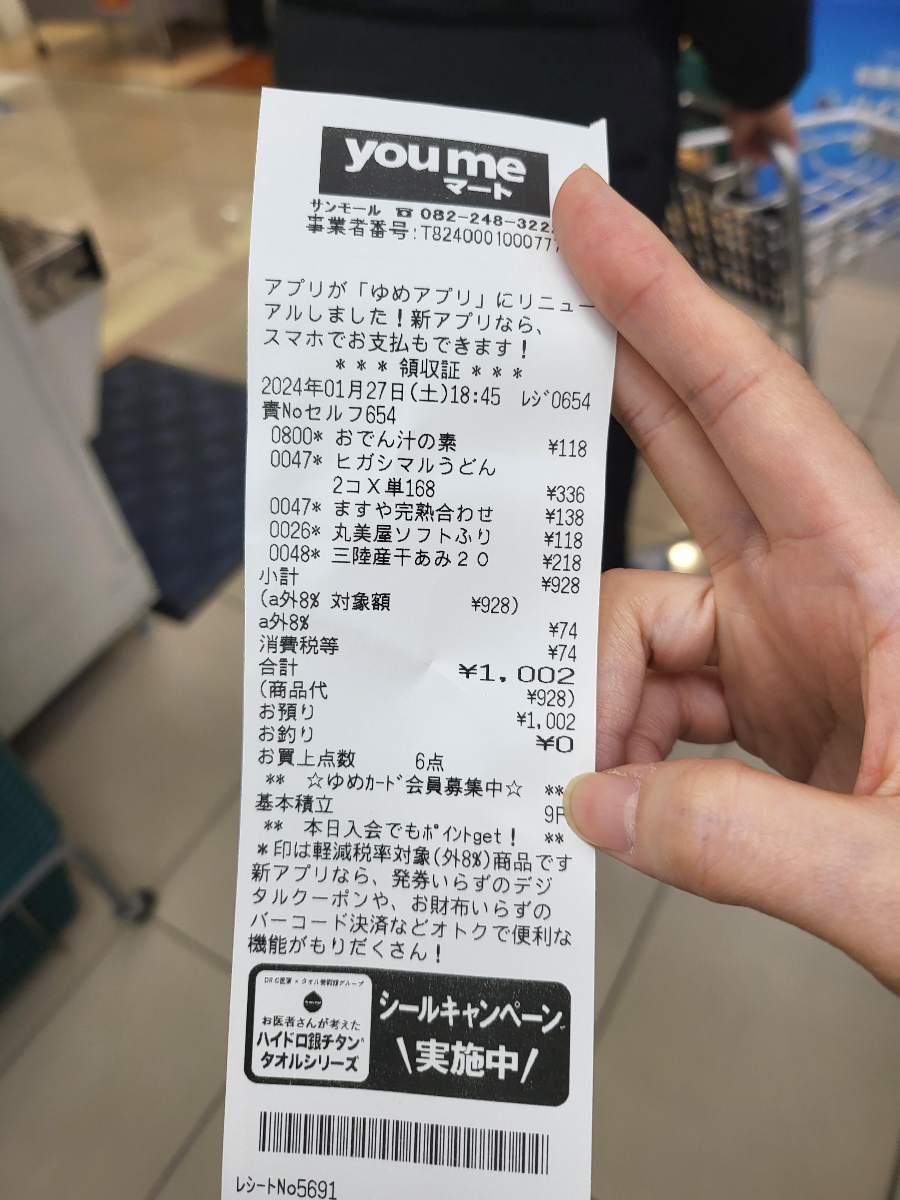 youme
マート
サンモール ☎ 082-248-322
事業者番号:T824000100077
アプリが「ゆめアプリ」にリニュー
アルしました！新アプリなら、
スマホでお支払もできます！
＊＊＊ 領収証 ＊＊＊
2024年01月27日(土)18:45 ﾚｼﾞ0654
責Noセルフ654
0800* おでん汁の素 ¥118
0047* ヒガシマルうどん
2コX単168 ¥336
0047* ますや完熟合わせ ¥138
0026* 丸美屋ソフトふり ¥118
0048* 三陸産干あみ２０ ¥218
小計 ¥928
(a外8% 対象額 ¥928)
a外8% ¥74
消費税等 ¥74
合計 ¥1,002
(商品代 ¥928)
お預り ¥1,002
お釣り ¥0
お買上点数 6点
** ☆ゆめｶｰﾄﾞ会員募集中☆ **
基本積立 9P
** 本日入会でもﾎﾟｲﾝﾄget！ **
＊印は軽減税率対象(外8%)商品です
新アプリなら、発券いらずのデジ
タルクーポンや、お財布いらずの
バーコード決済などオトクで便利な
機能がもりだくさん！
お医者さんが考えた
ハイドロ銀チタン
タオルシリーズ
シールキャンペーン
\実施中/
ﾚｼｰﾄNo5691